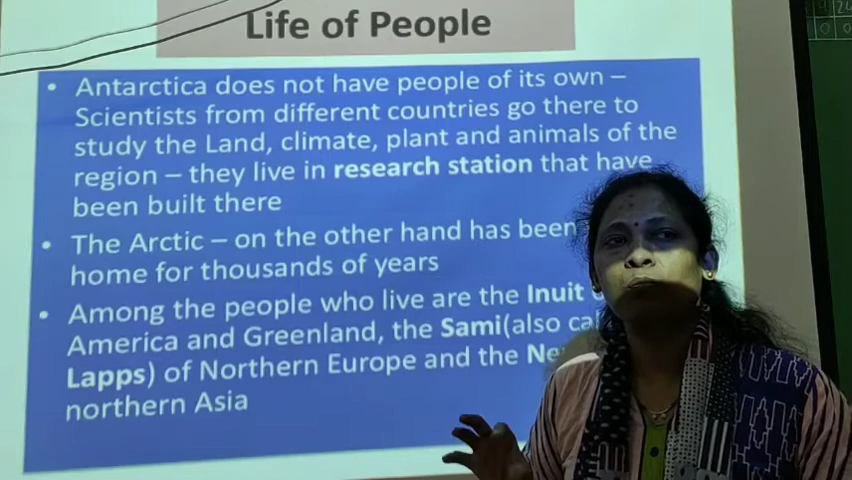 Life of People
• Antarctica does not have people of its own –
Scientists from different countries go there to
study the Land, climate, plant and animals of the
region – they live in research station that have
been built there
• The Arctic – on the other hand has been
home for thousands of years
• Among the people who live are the Inuit
America and Greenland, the Sami(also
Lapps) of Northern Europe and the
northern Asia